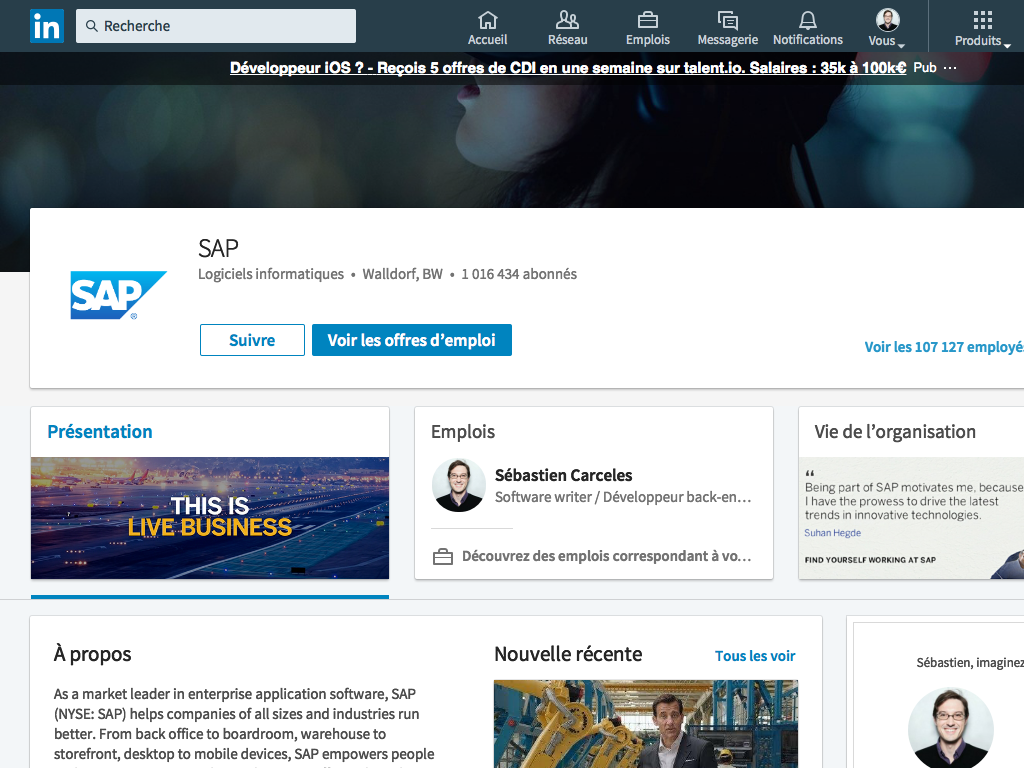 in
Recherche
Accueil
Réseau
Emplois
Messagerie
Notifications
Vous
Produits
Développeur iOS ? - Reçois 5 offres de CDI en une semaine sur talent.io. Salaires : 35k à 100k€ Pub ···
SAP
Logiciels informatiques • Walldorf, BW • 1 016 434 abonnés
SAP ®
Suivre
Voir les offres d’emploi
Voir les 107 127 employés
Présentation
THIS IS
LIVE BUSINESS
Emplois
Sébastien Carceles
Software writer / Développeur back-en…
Découvrez des emplois correspondant à vo…
Vie de l’organisation
“
Being part of SAP motivates me, because
I have the prowess to drive the latest
trends in innovative technologies.
Suhan Hegde
FIND YOURSELF WORKING AT SAP
À propos
As a market leader in enterprise application software, SAP
(NYSE: SAP) helps companies of all sizes and industries run
better. From back office to boardroom, warehouse to
storefront, desktop to mobile devices, SAP empowers people
Nouvelle récente
Tous les voir
Sébastien, imaginez